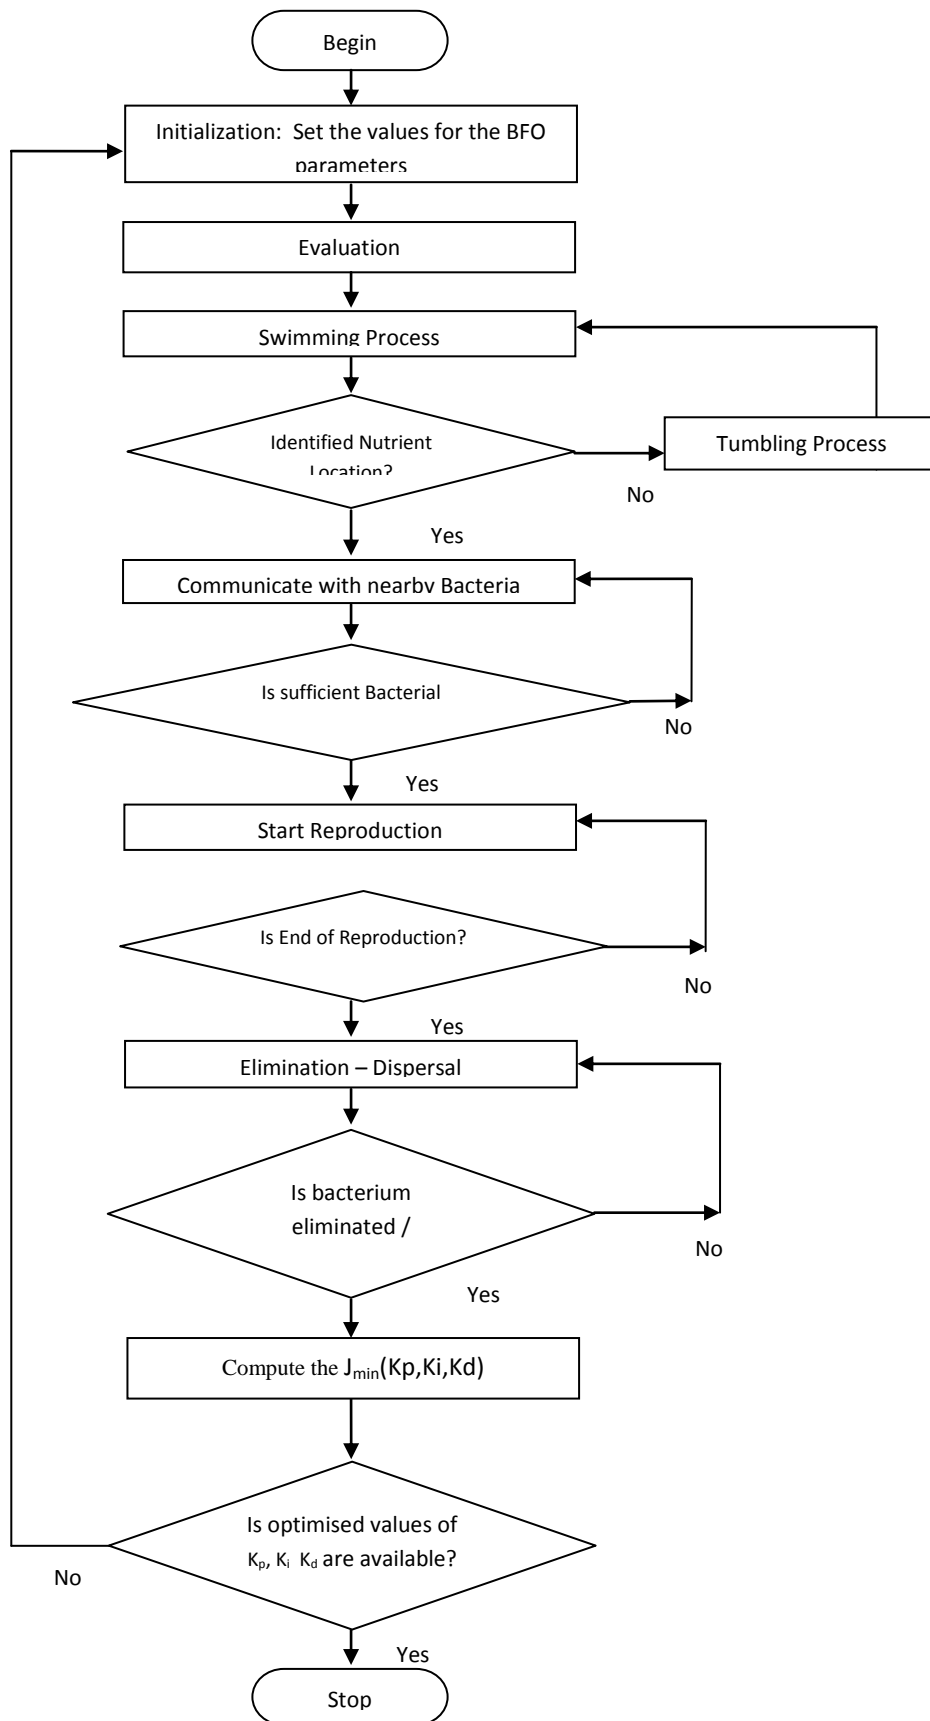 Begin
Initialization: Set the values for the BFO
parameters
Evaluation
Swimming Process
Identified Nutrient
Location?
Tumbling Process
No
Yes
Communicate with nearby Bacteria
Is sufficient Bacterial
No
Yes
Start Reproduction
Is End of Reproduction?
No
Yes
Elimination – Dispersal
Is bacterium
eliminated /
No
Yes
Compute the Jmin(Kp,Ki,Kd)
Is optimised values of
Kp, Ki Kd are available?
No
Yes
Stop